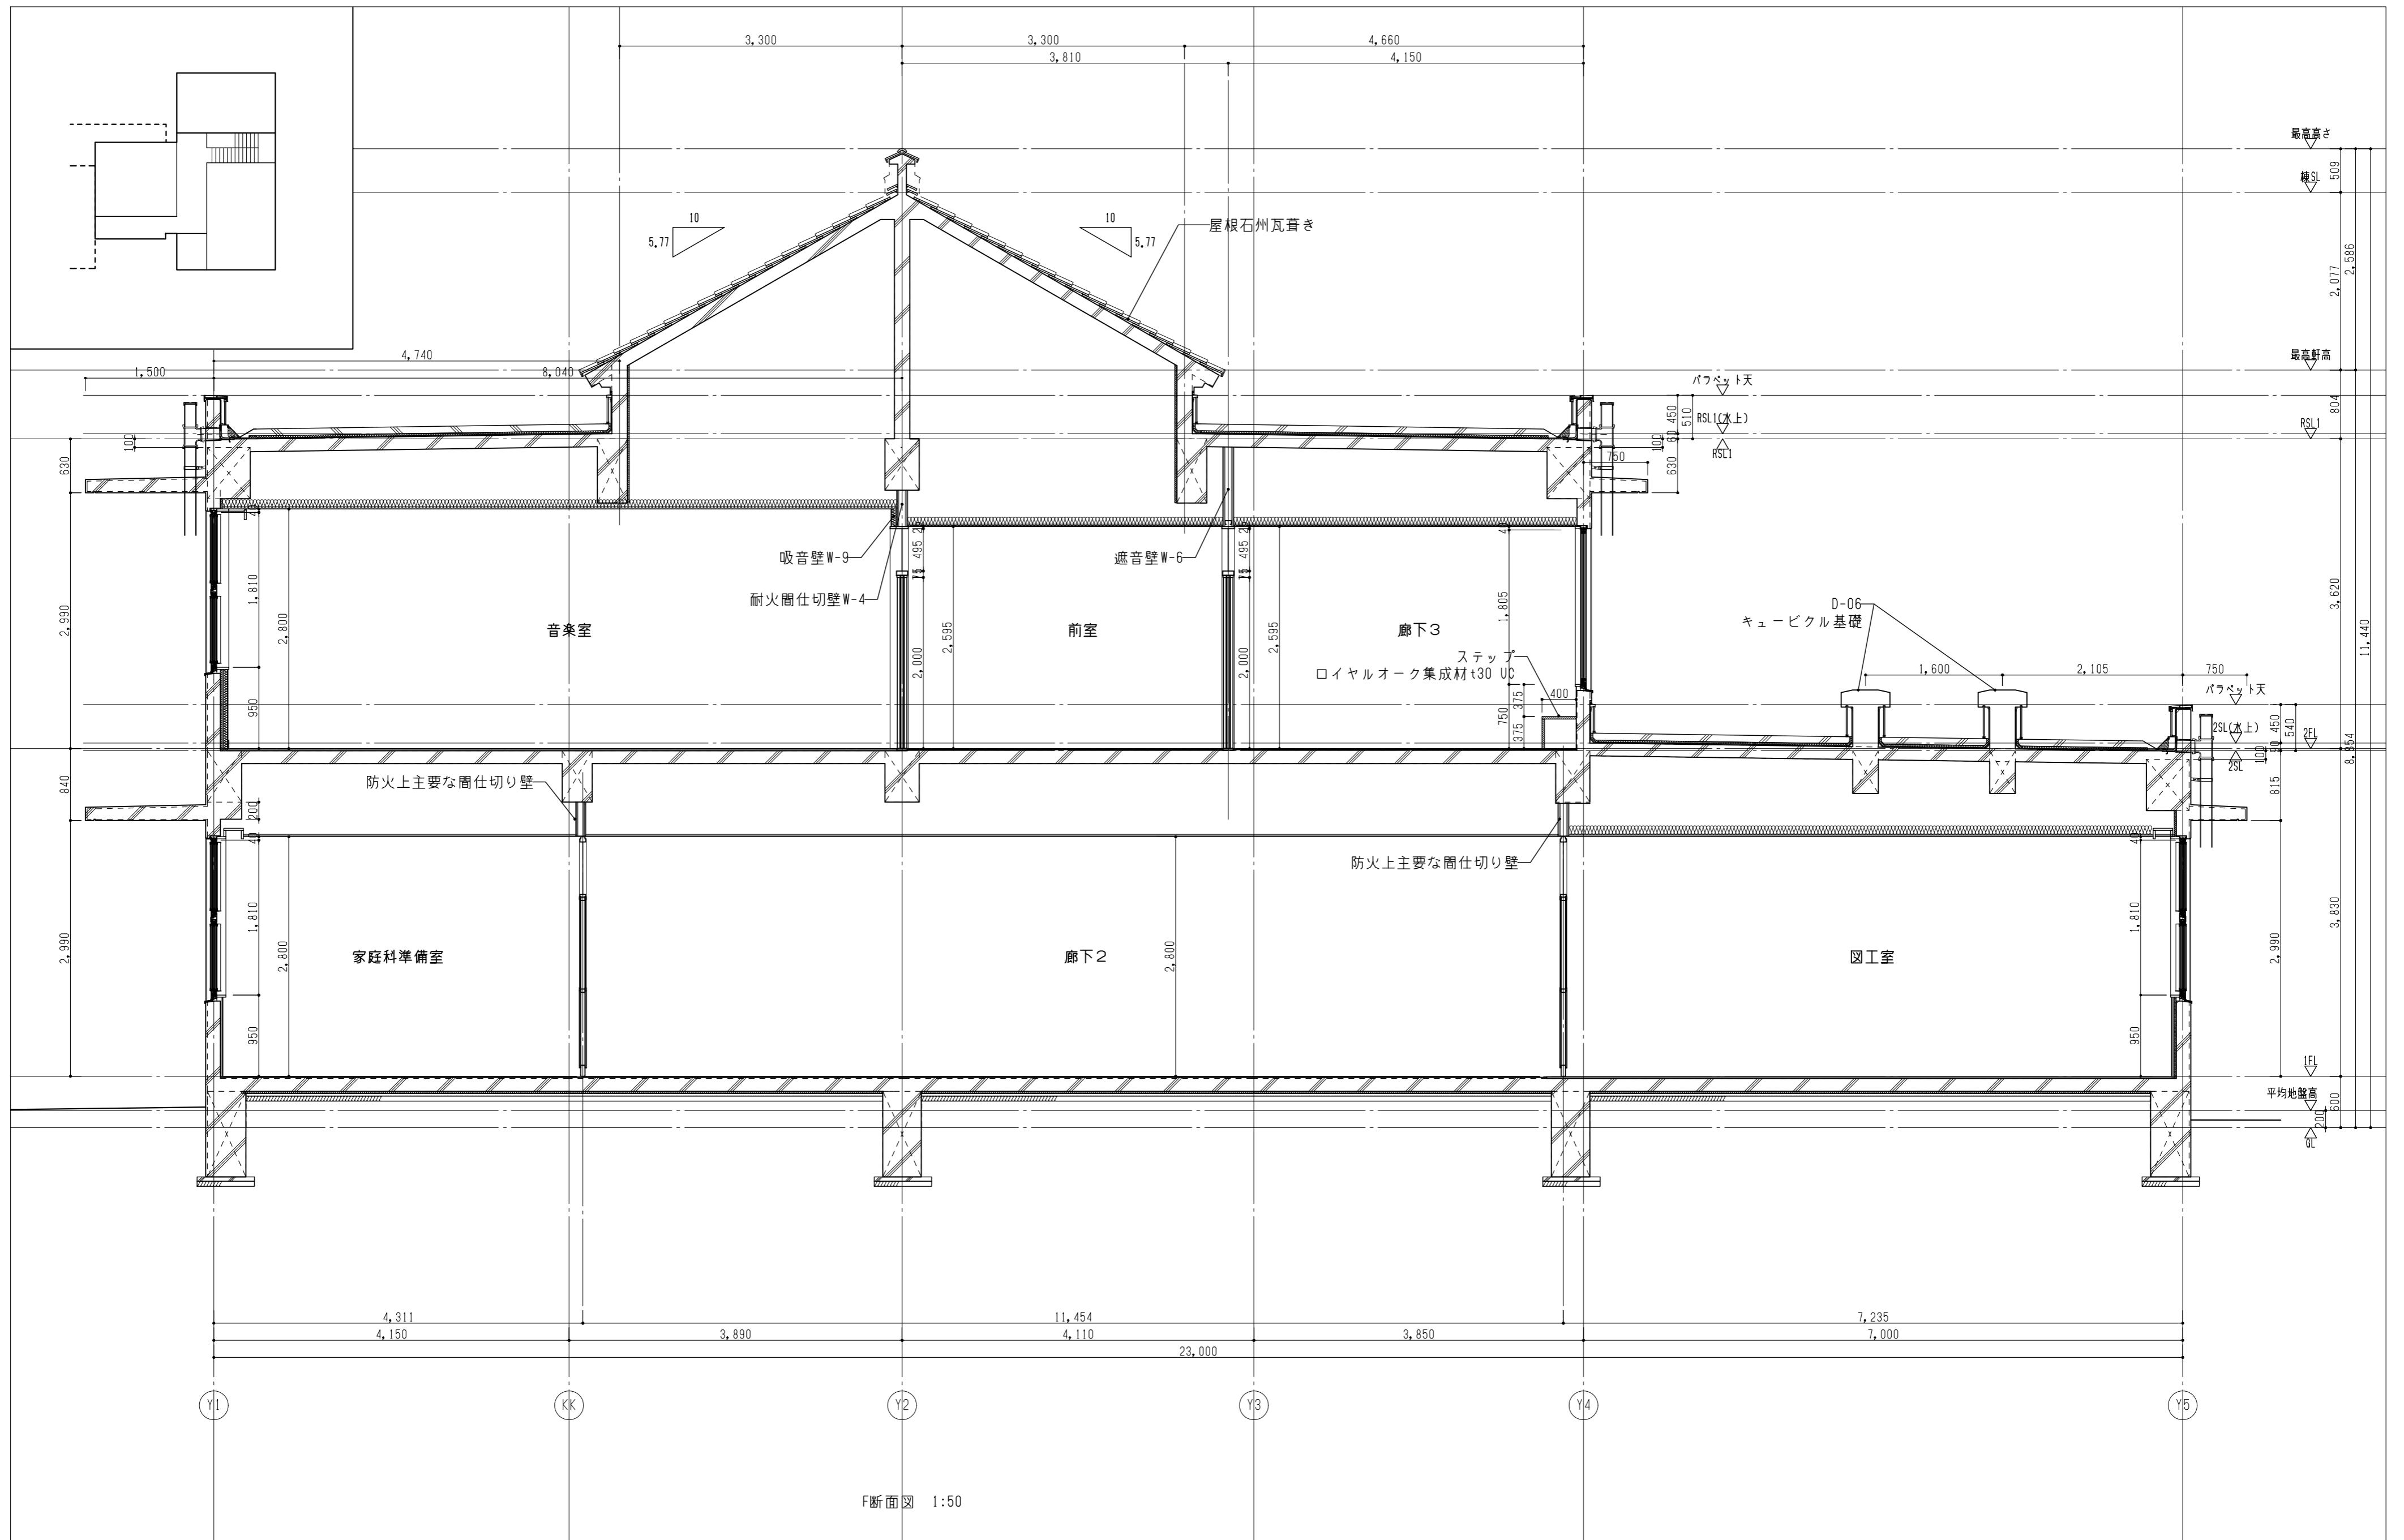 3,300
3,300
4,660
3,810
4,150
最高高さ
509
棟SL
10
5.77
10
5.77
屋根石州瓦葺き
2,077
2,586
4,740
1,500
8,040
最高軒高
パラペット天
RSL1(水上)
RSL1
RSL1
450
60
510
804
100
630
100
750
630
40
吸音壁W-9
耐火間仕切壁W-4
遮音壁W-6
20
495
75
20
495
75
40
1,810
2,800
950
2,990
音楽室
前室
廊下3
2,000
2,595
2,000
2,595
1,805
750
375
375
400
ステップ
ロイヤルオーク集成材t30 UC
D-06
キュービクル基礎
1,600
2,105
750
3,620
11,440
パラペット天
2SL(水上)
2FL
2SL
450
90
540
100
815
8,854
840
200
40
防火上主要な間仕切り壁
防火上主要な間仕切り壁
40
1,810
2,800
950
2,990
家庭科準備室
廊下2
2,800
図工室
1,810
950
2,990
3,830
1FL
平均地盤高
GL
200
600
4,311
11,454
7,235
4,150
3,890
4,110
3,850
7,000
23,000
Y1
KK
Y2
Y3
Y4
Y5
F断面図 1:50